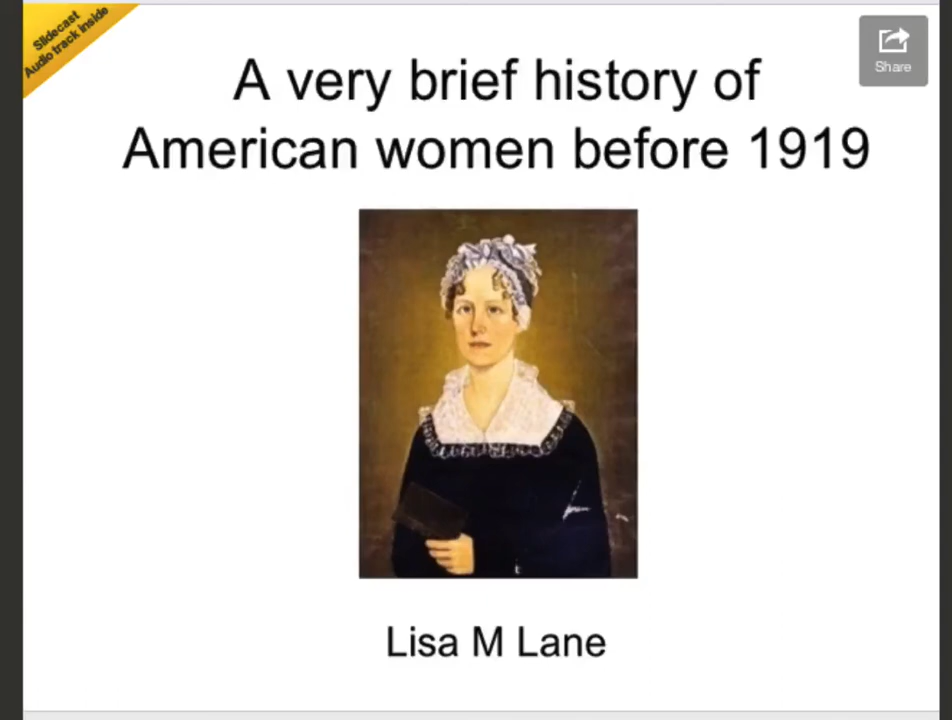 Slidecast
Audio track inside
Share
A very brief history of
American women before 1919
Lisa M Lane